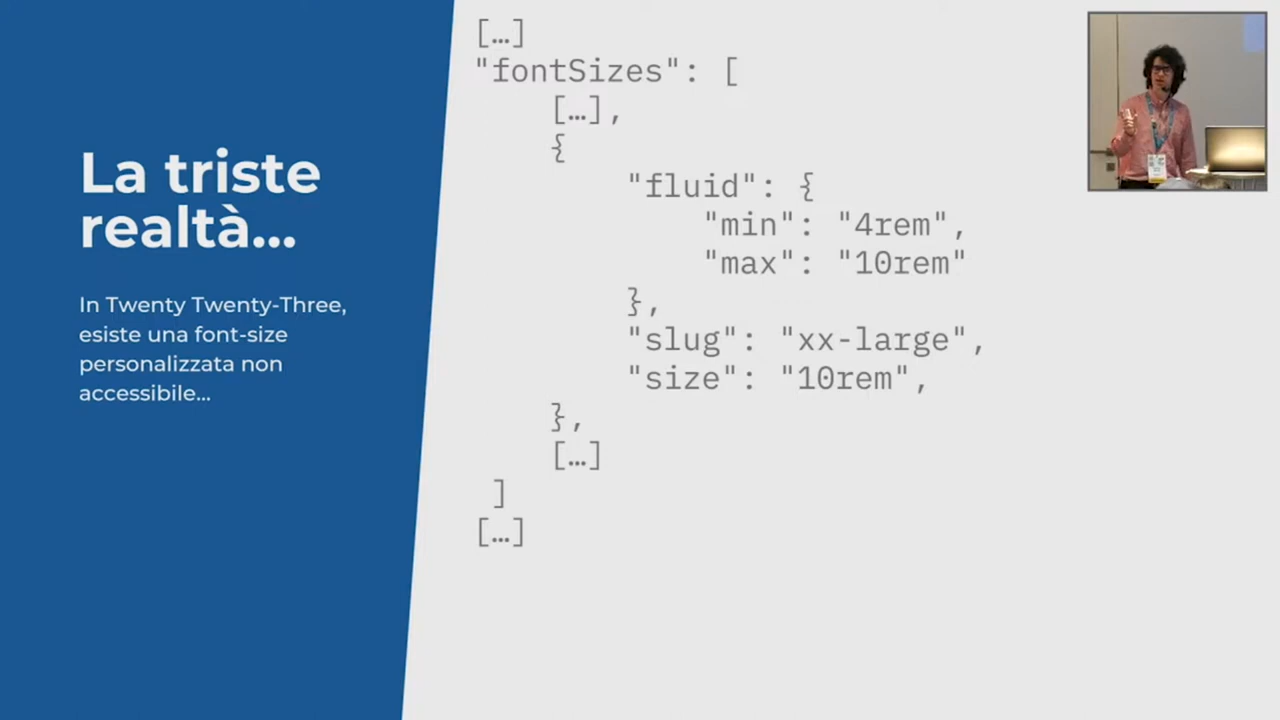 La triste
realtà...
In Twenty Twenty-Three,
esiste una font-size
personalizzata non
accessibile...
[…]
"fontSizes": [
[…],
{
"fluid": {
"min": "4rem",
"max": "10rem"
},
"slug": "xx-large",
"size": "10rem",
},
[…]
]
[…]